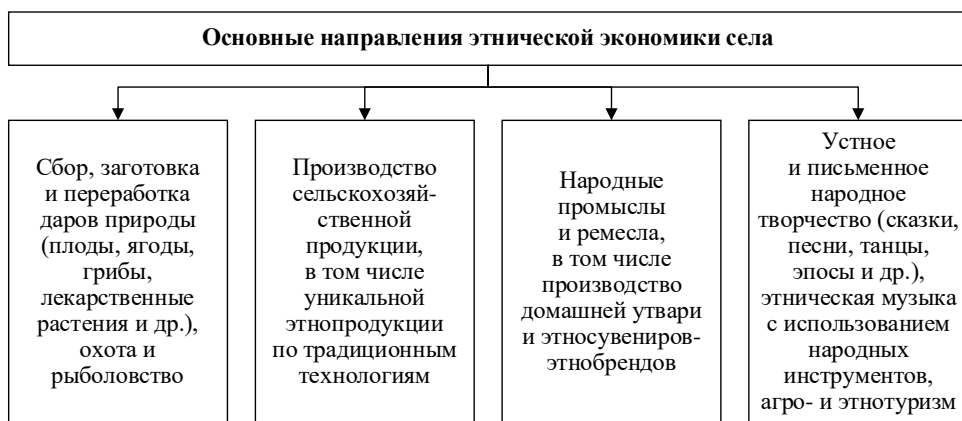 Основные направления этнической экономики села
Сбор, заготовка
и переработка
даров природы
(плоды, ягоды,
грибы,
лекарственные
растения и др.),
охота и
рыболовство
Производство
сельскохозяй-
ственной
продукции,
в том числе
уникальной
этнопродукции
по традиционным
технологиям
Народные
промыслы
и ремесла,
в том числе
производство
домашней утвари
и этносувениров-
этнобрендов
Устное
и письменное
народное
творчество (сказки,
песни, танцы,
эпосы и др.),
этническая музыка
с использованием
народных
инструментов,
агро- и этнотуризм